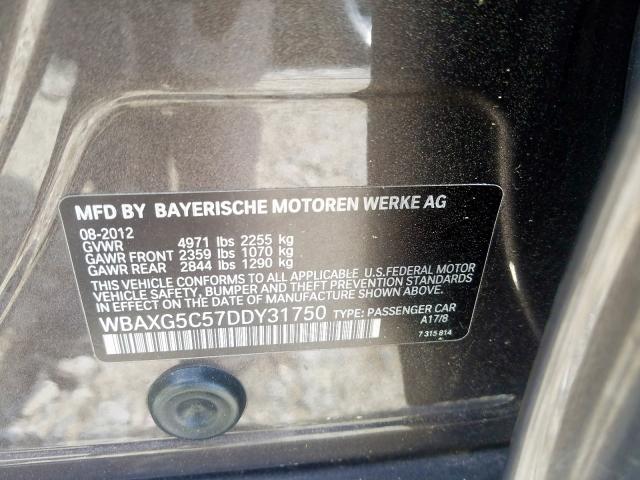 MFD BY BAYERISCHE MOTOREN WERKE AG
08-2012
GVWR 4971 lbs 2255 kg
GAWR FRONT 2359 lbs 1070 kg
GAWR REAR 2844 lbs 1290 kg
THIS VEHICLE CONFORMS TO ALL APPLICABLE U.S.FEDERAL MOTOR
VEHICLE SAFETY, BUMPER AND THEFT PREVENTION STANDARDS
IN EFFECT ON THE DATE OF MANUFACTURE SHOWN ABOVE.
WBAXG5C57DDY31750 TYPE: PASSENGER CAR
A17/8
7 315 814